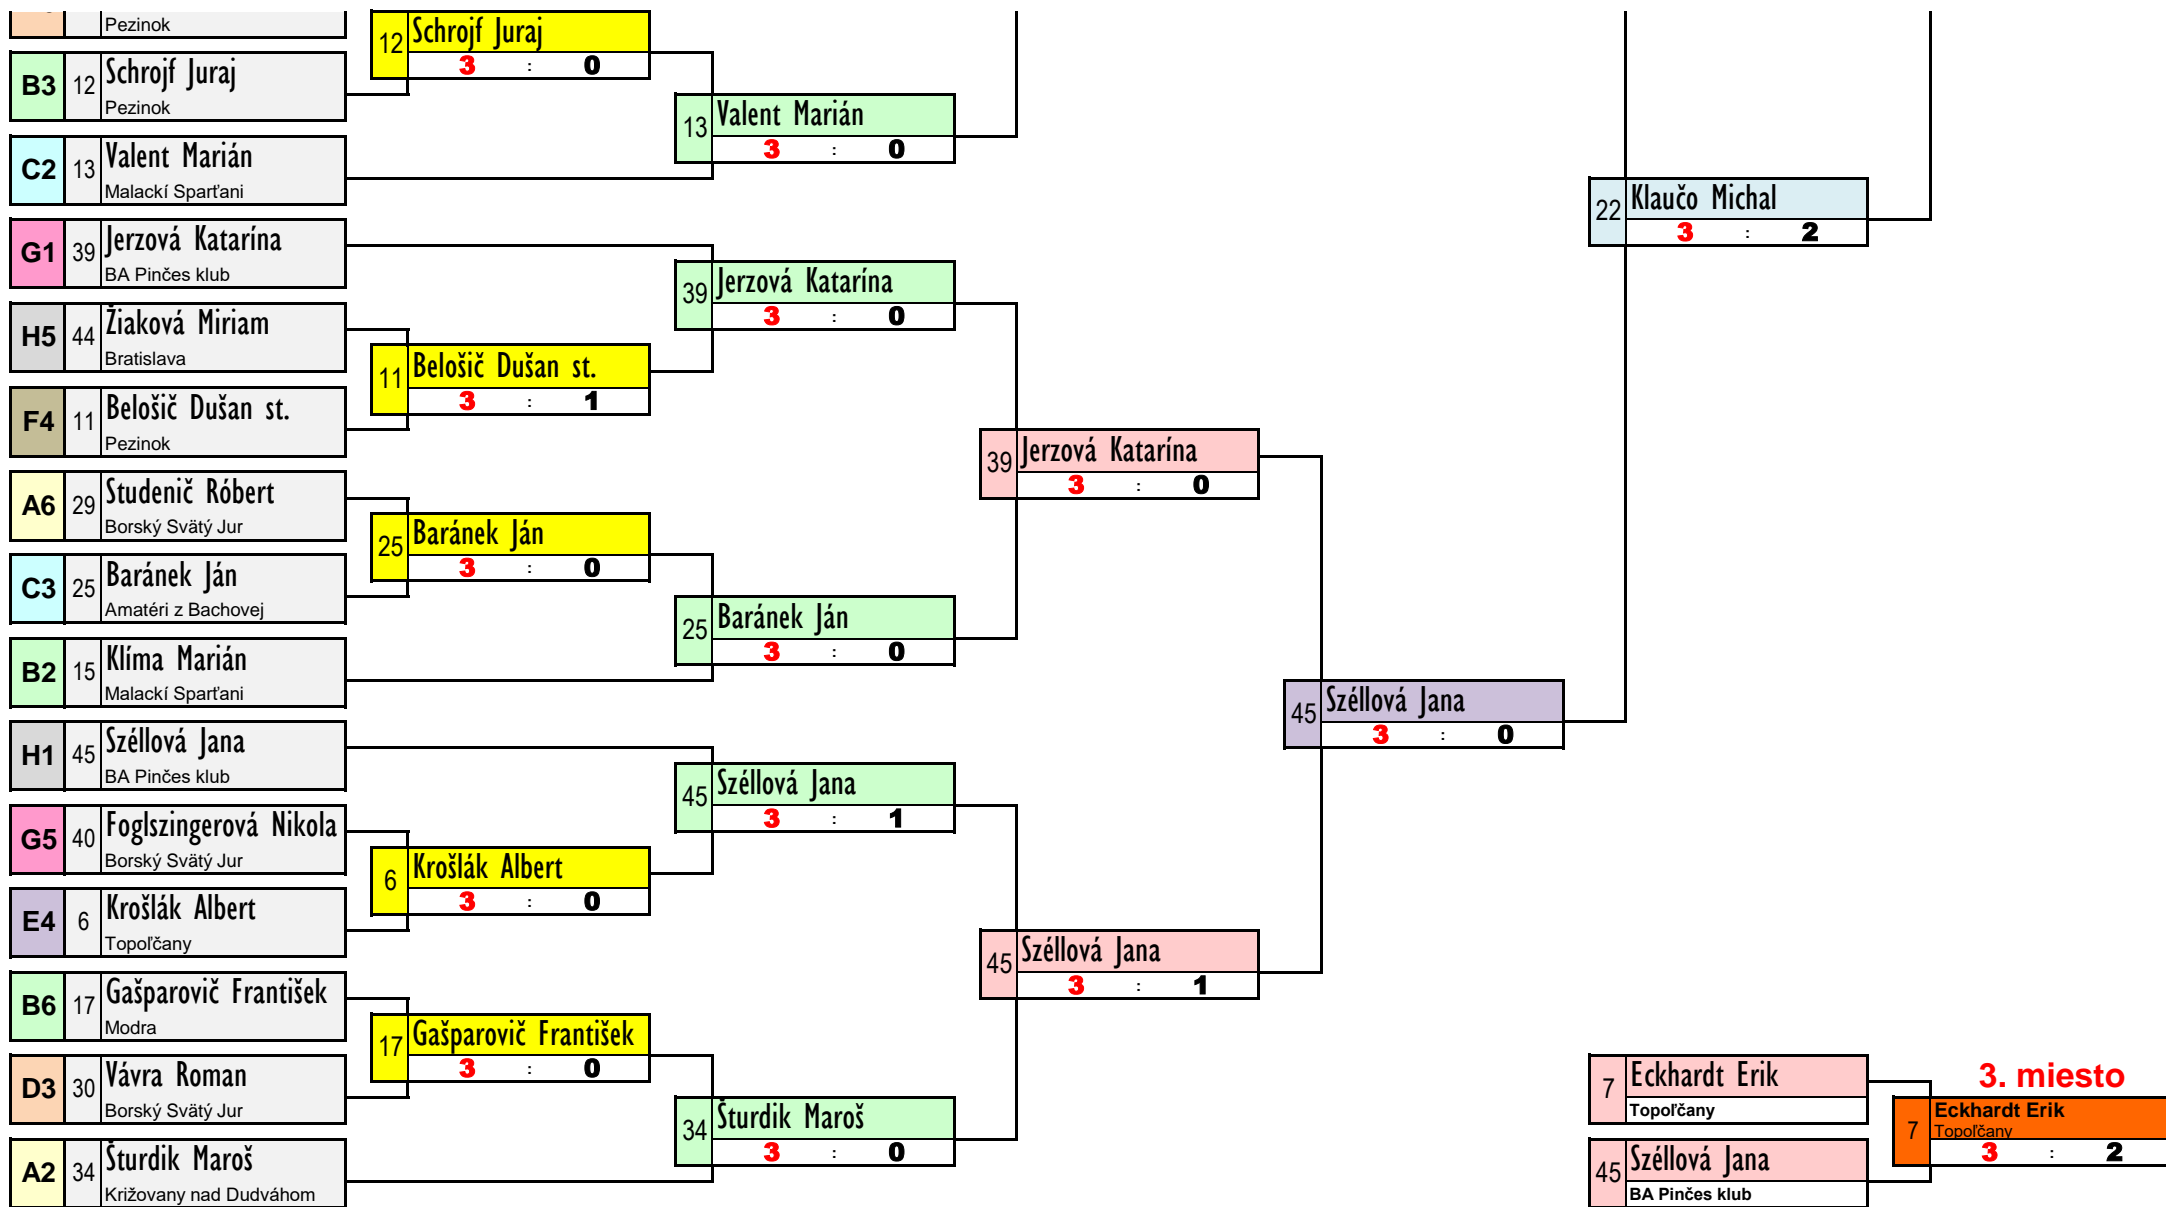 Pezinok
B3 12 Schrojf Juraj
Pezinok
C2 13 Valent Marián
Malackí Sparťani
G1 39 Jerzová Katarína
BA Pinčes klub
H5 44 Žiaková Miriam
Bratislava
F4 11 Belošič Dušan st.
Pezinok
A6 29 Studenič Róbert
Borský Svätý Jur
C3 25 Baránek Ján
Amatéri z Bachovej
B2 15 Klíma Marián
Malackí Sparťani
H1 45 Széllová Jana
BA Pinčes klub
G5 40 Foglszingerová Nikola
Borský Svätý Jur
E4 6 Krošlák Albert
Topoľčany
B6 17 Gašparovič František
Modra
D3 30 Vávra Roman
Borský Svätý Jur
A2 34 Šturdik Maroš
Križovany nad Dudváhom
12 Schrojf Juraj
3 : 0
11 Belošič Dušan st.
3 : 1
25 Baránek Ján
3 : 0
6 Krošlák Albert
3 : 0
17 Gašparovič František
3 : 0
13 Valent Marián
3 : 0
39 Jerzová Katarína
3 : 0
25 Baránek Ján
3 : 0
45 Széllová Jana
3 : 1
34 Šturdik Maroš
3 : 0
39 Jerzová Katarína
3 : 0
45 Széllová Jana
3 : 1
45 Széllová Jana
3 : 0
22 Klaučo Michal
3 : 2
7 Eckhardt Erik
Topoľčany
45 Széllová Jana
BA Pinčes klub
3. miesto
7 Eckhardt Erik
Topoľčany
3 : 2